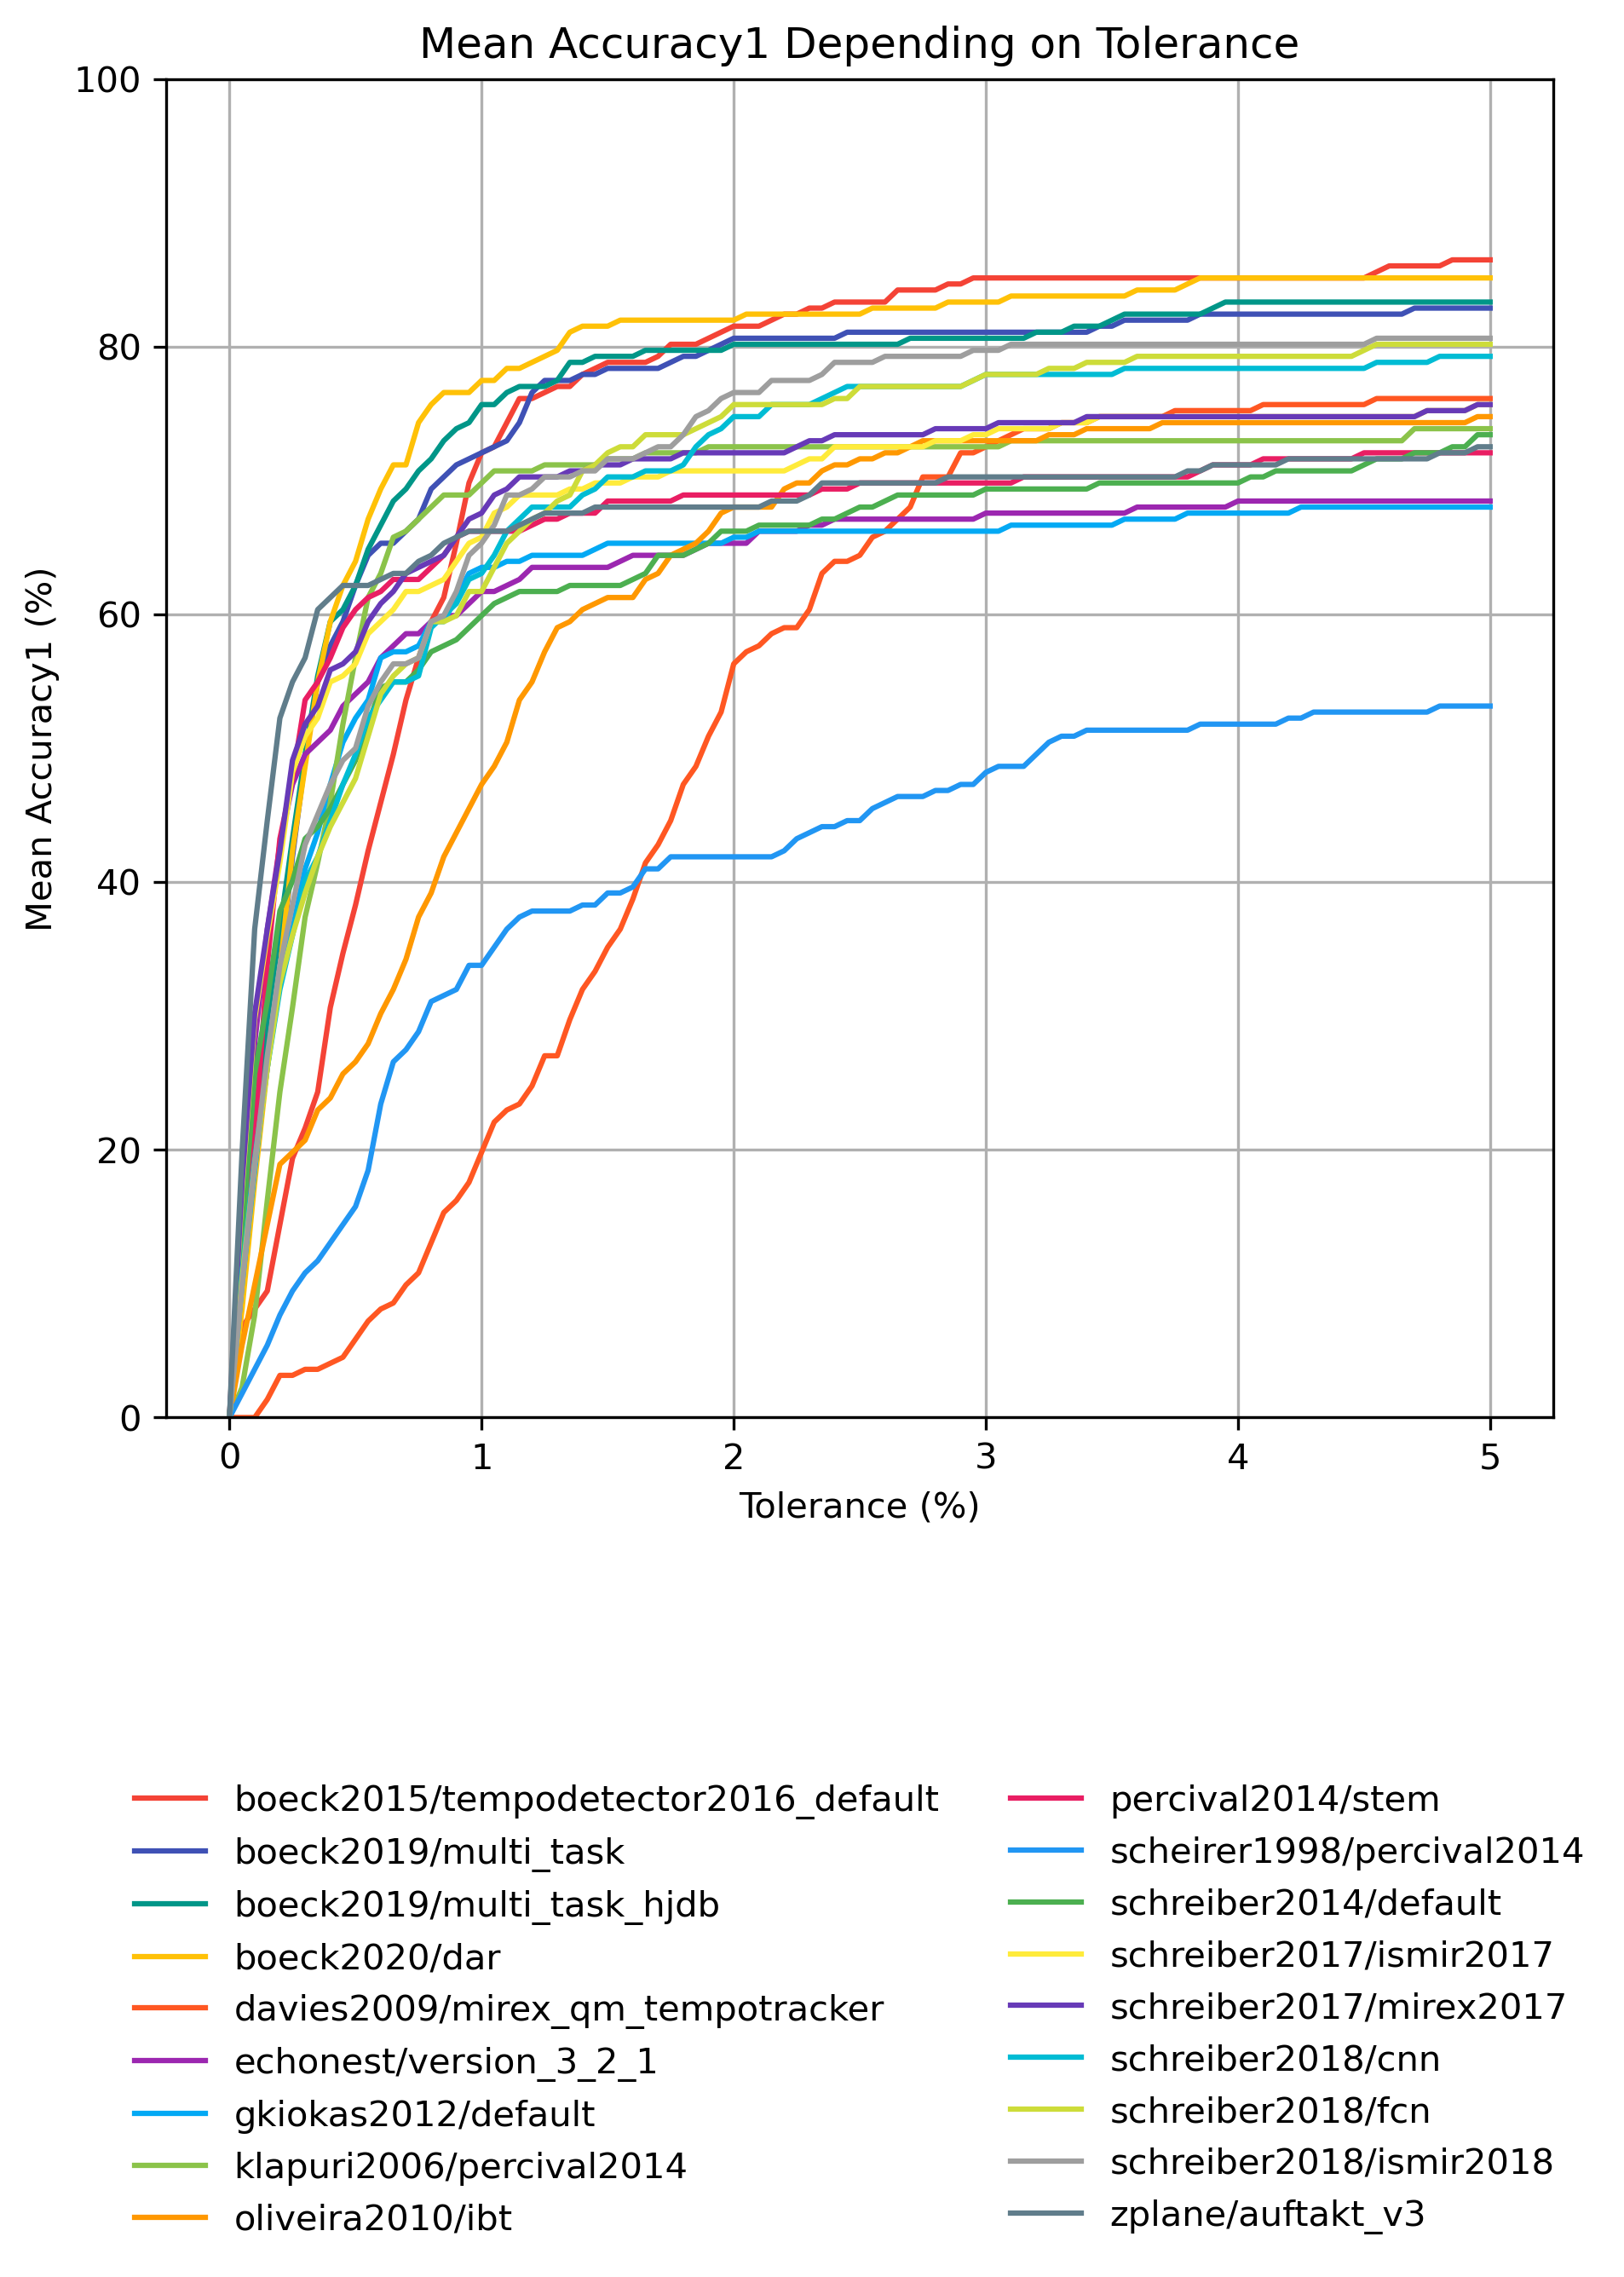 Mean Accuracy1 Depending on Tolerance
100
80
60
40
20
0
Mean Accuracy1 (%)
0 1 2 3 4 5
Tolerance (%)
boeck2015/tempodetector2016_default
boeck2019/multi_task
boeck2019/multi_task_hjdb
boeck2020/dar
davies2009/mirex_qm_tempotracker
echonest/version_3_2_1
gkiokas2012/default
klapuri2006/percival2014
oliveira2010/ibt
percival2014/stem
scheirer1998/percival2014
schreiber2014/default
schreiber2017/ismir2017
schreiber2017/mirex2017
schreiber2018/cnn
schreiber2018/fcn
schreiber2018/ismir2018
zplane/auftakt_v3